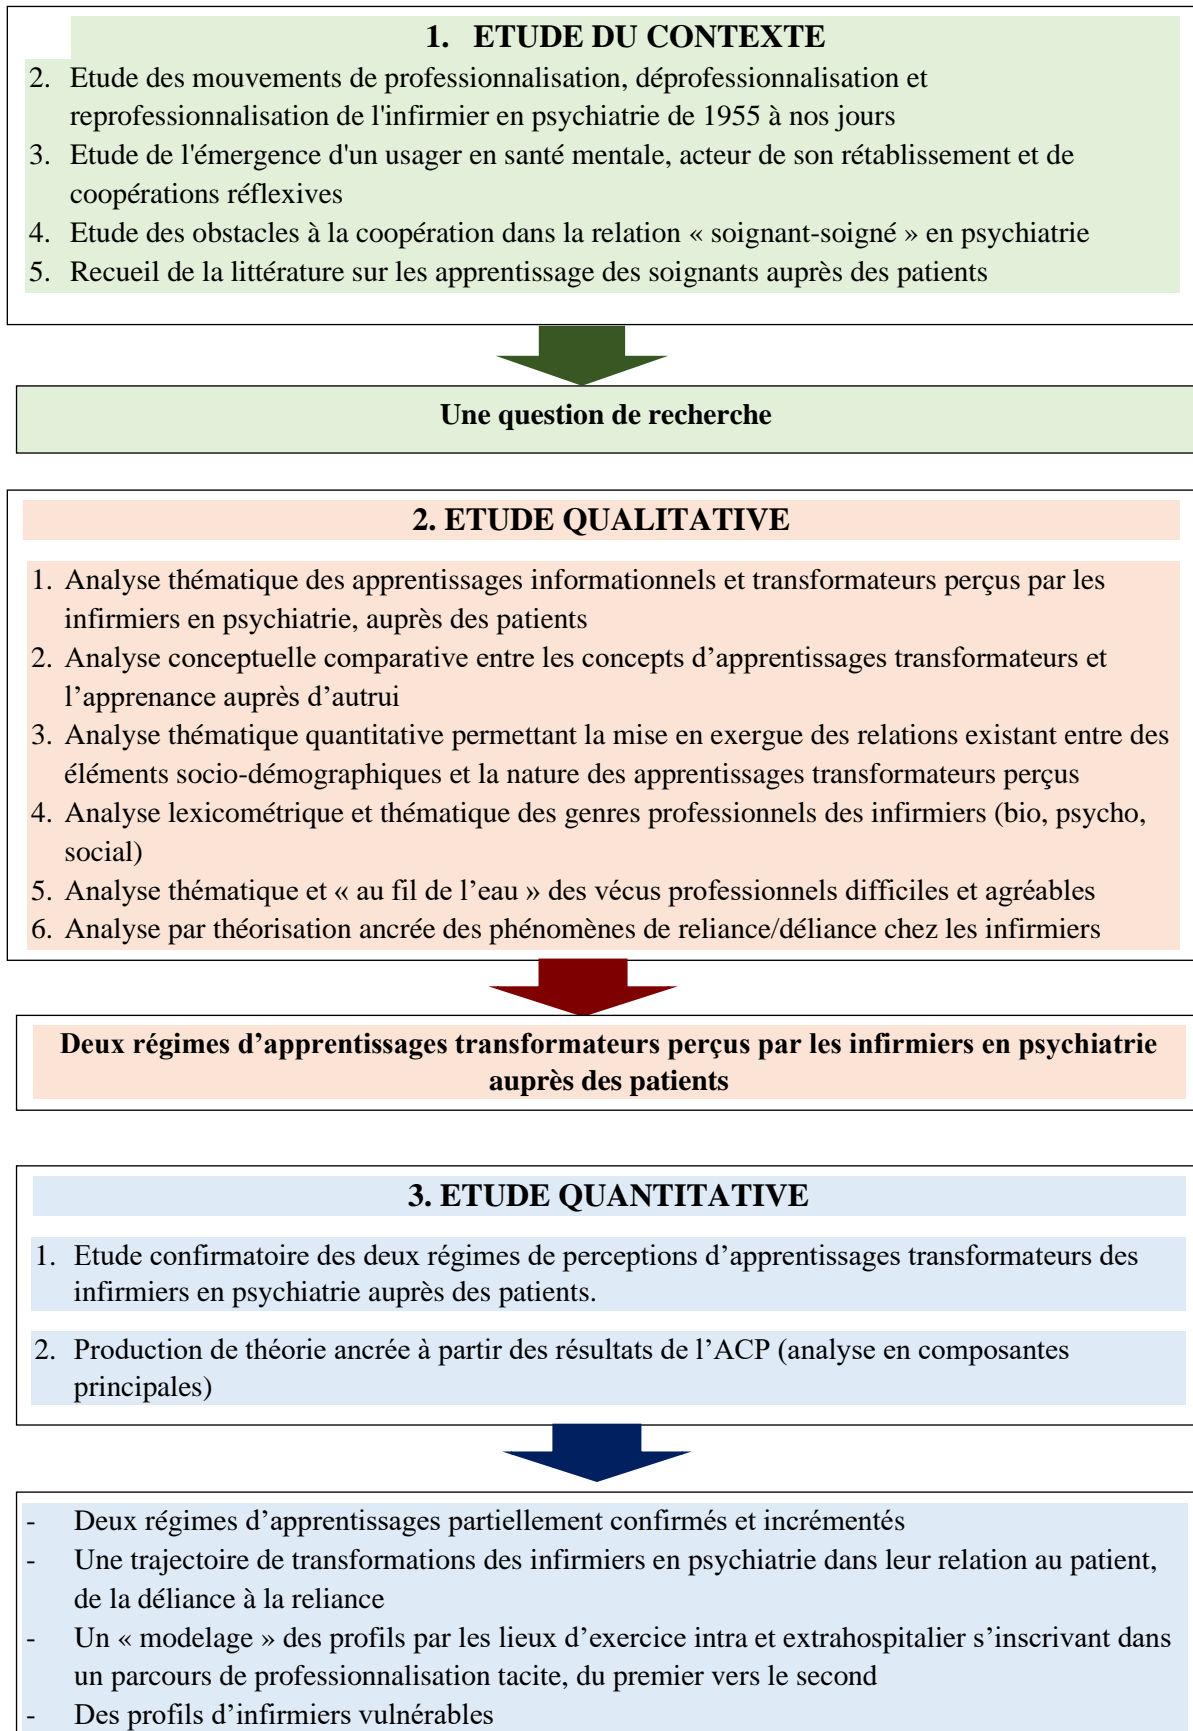 1. ETUDE DU CONTEXTE
2. Etude des mouvements de professionnalisation, déprofessionnalisation et
reprofessionnalisation de l'infirmier en psychiatrie de 1955 à nos jours
3. Etude de l'émergence d'un usager en santé mentale, acteur de son rétablissement et de
coopérations réflexives
4. Etude des obstacles à la coopération dans la relation « soignant-soigné » en psychiatrie
5. Recueil de la littérature sur les apprentissage des soignants auprès des patients
Une question de recherche
2. ETUDE QUALITATIVE
1. Analyse thématique des apprentissages informationnels et transformateurs perçus par les
infirmiers en psychiatrie, auprès des patients
2. Analyse conceptuelle comparative entre les concepts d’apprentissages transformateurs et
l’apprenance auprès d’autrui
3. Analyse thématique quantitative permettant la mise en exergue des relations existant entre des
éléments socio-démographiques et la nature des apprentissages transformateurs perçus
4. Analyse lexicométrique et thématique des genres professionnels des infirmiers (bio, psycho,
social)
5. Analyse thématique et « au fil de l’eau » des vécus professionnels difficiles et agréables
6. Analyse par théorisation ancrée des phénomènes de reliance/déliance chez les infirmiers
Deux régimes d’apprentissages transformateurs perçus par les infirmiers en psychiatrie
auprès des patients
3. ETUDE QUANTITATIVE
1. Etude confirmatoire des deux régimes de perceptions d’apprentissages transformateurs des
infirmiers en psychiatrie auprès des patients.
2. Production de théorie ancrée à partir des résultats de l’ACP (analyse en composantes
principales)
- Deux régimes d’apprentissages partiellement confirmés et incrémentés
- Une trajectoire de transformations des infirmiers en psychiatrie dans leur relation au patient,
de la déliance à la reliance
- Un « modelage » des profils par les lieux d’exercice intra et extrahospitalier s’inscrivant dans
un parcours de professionnalisation tacite, du premier vers le second
- Des profils d’infirmiers vulnérables